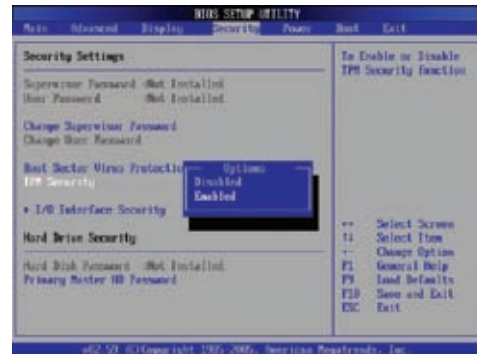 BIOS SETUP UTILITY
Main Advanced Display Security Power Boot Exit
Security Settings
To Enable or Disable
TPM Security function
Supervisor Password :Not Installed
User Password :Not Installed
Change Supervisor Password
Change User Password
Boot Sector Virus Protection
TPM Security
Options
Disabled
Enabled
I/O Interface Security
Hard Drive Security
Hard Disk Password :Not Installed
Primary Master HD Password
Select Screen
Select Item
Change Option
F1 General Help
F9 Load Defaults
F10 Save and Exit
ESC Exit
v02.59 (C)Copyright 1985-2005, American Megatrends, Inc.